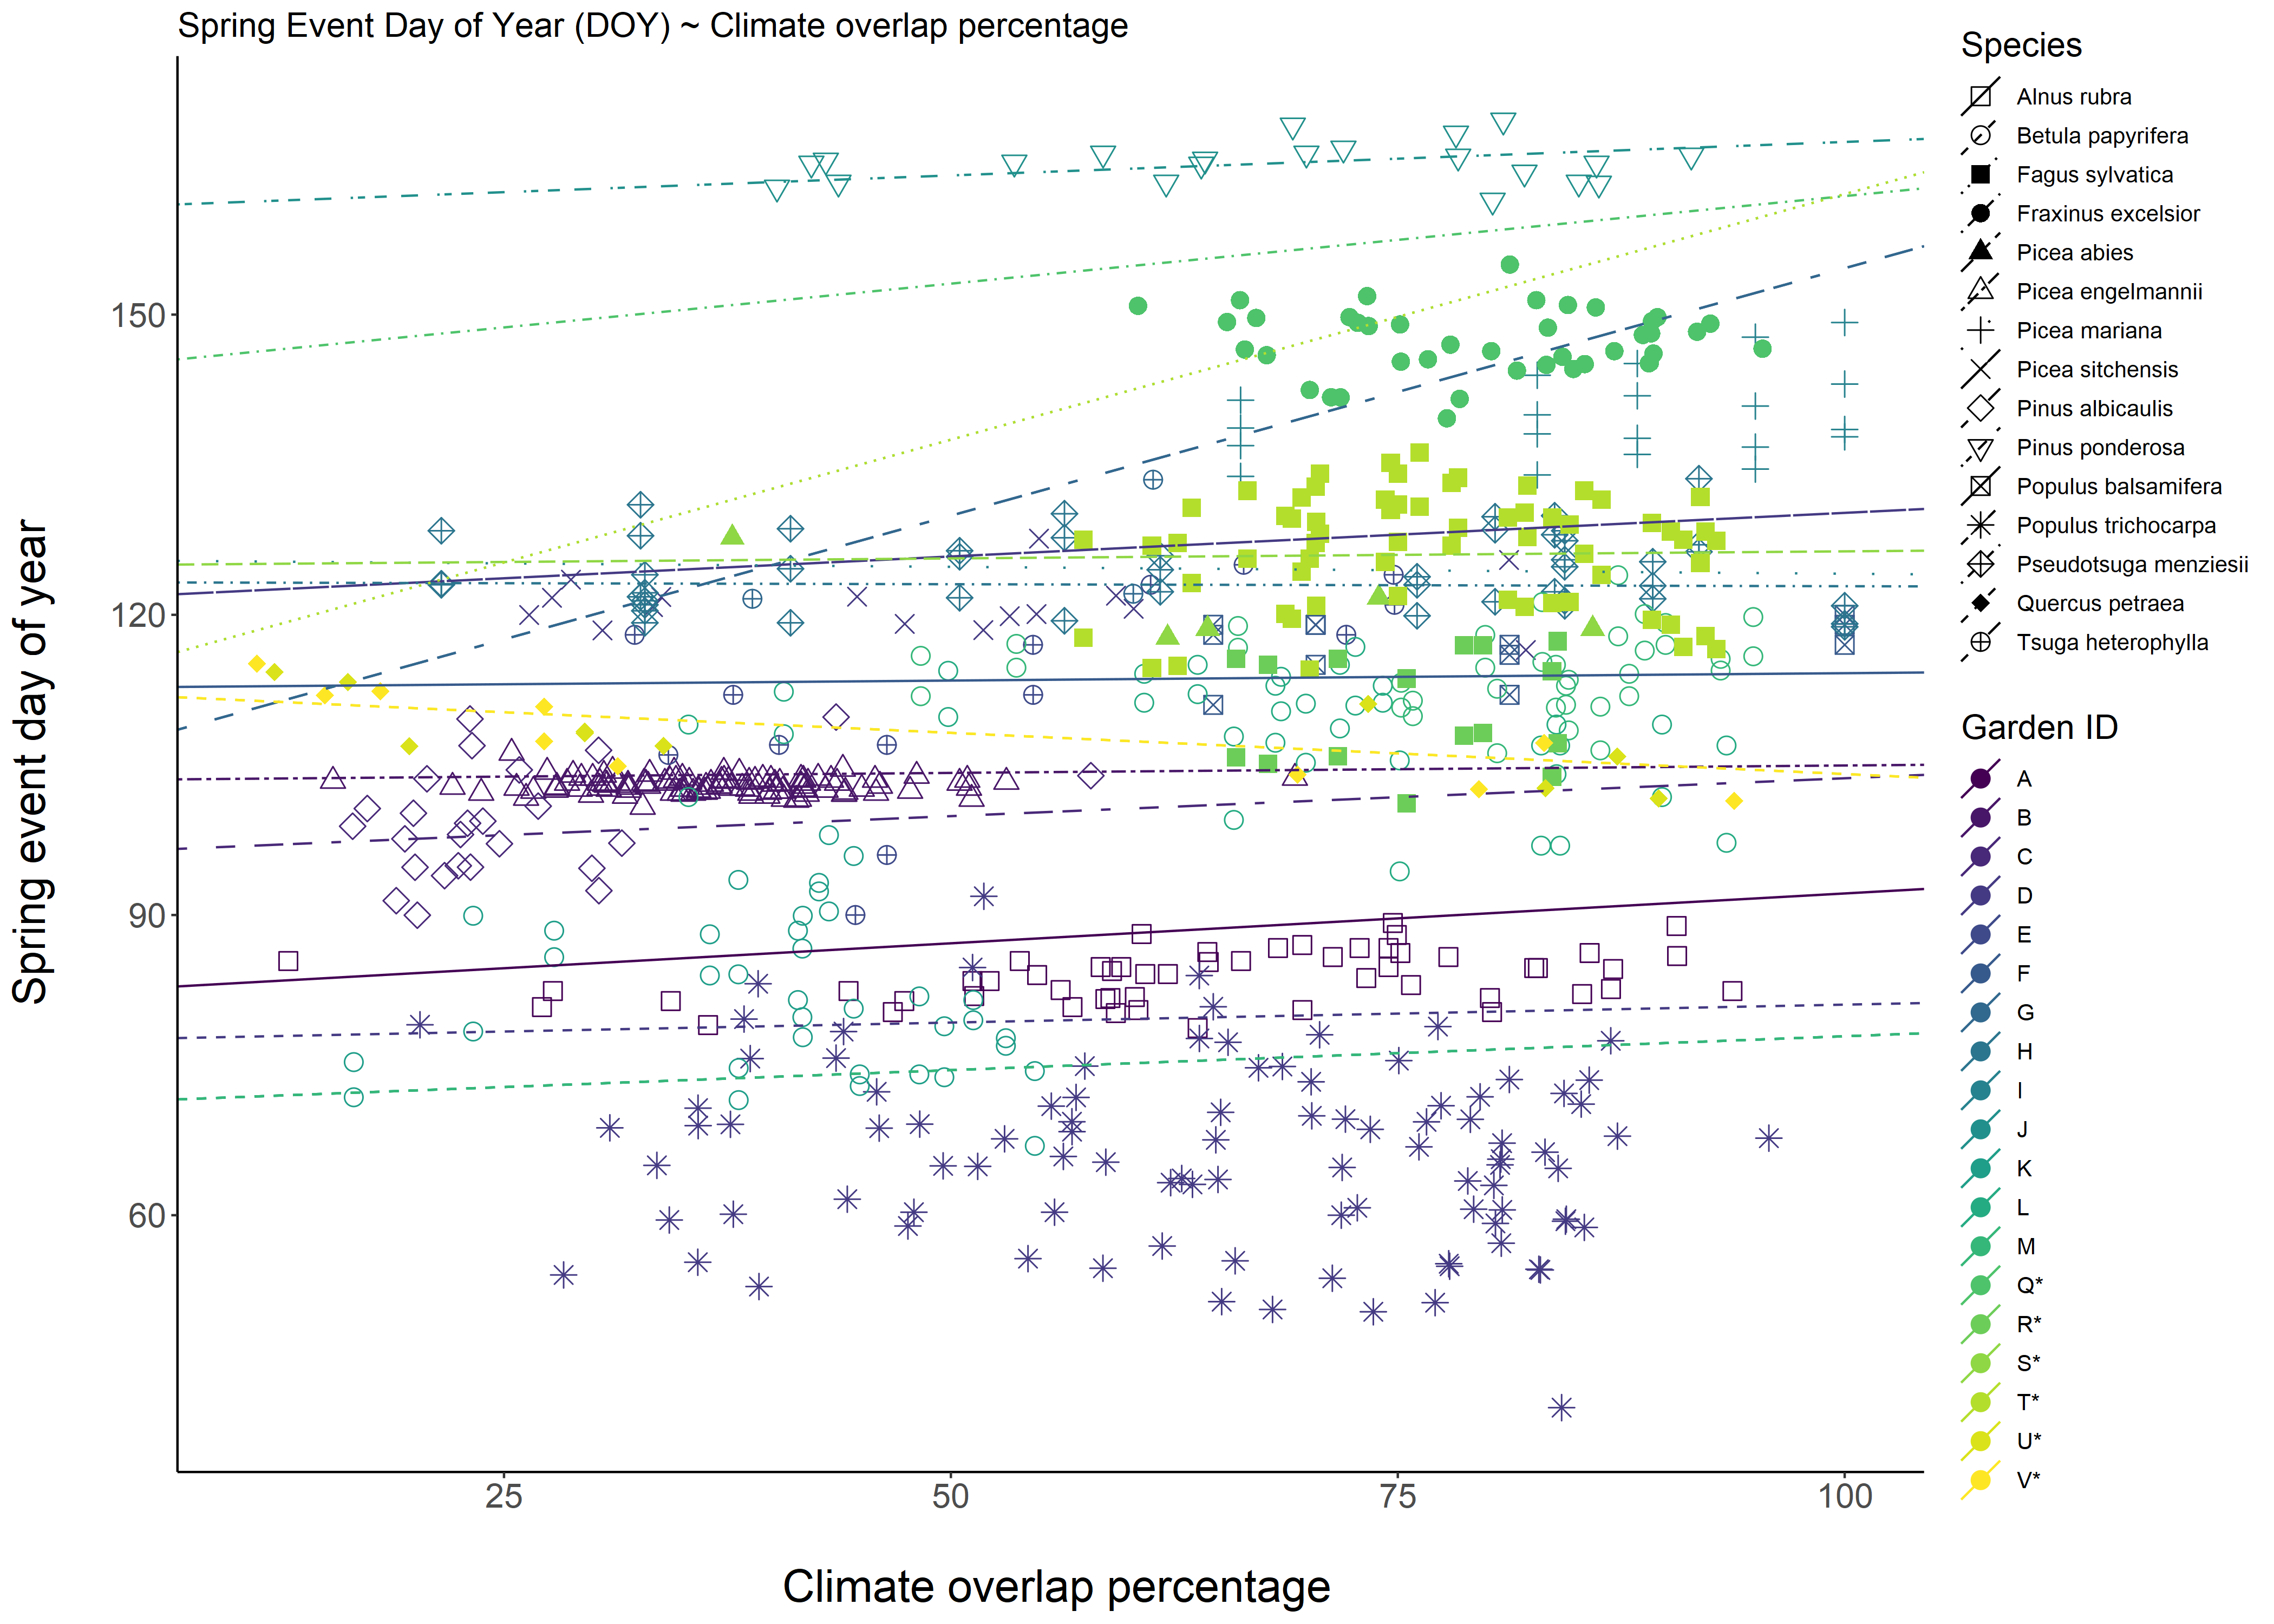 Spring Event Day of Year (DOY) ~ Climate overlap percentage
Spring event day of year
150
120
90
60
25
50
75
100
Climate overlap percentage
Species
Alnus rubra
Betula papyrifera
Fagus sylvatica
Fraxinus excelsior
Picea abies
Picea engelmannii
Picea mariana
Picea sitchensis
Pinus albicaulis
Pinus ponderosa
Populus balsamifera
Populus trichocarpa
Pseudotsuga menziesii
Quercus petraea
Tsuga heterophylla
Garden ID
A
B
C
D
E
F
G
H
I
J
K
L
M
Q*
R*
S*
T*
U*
V*